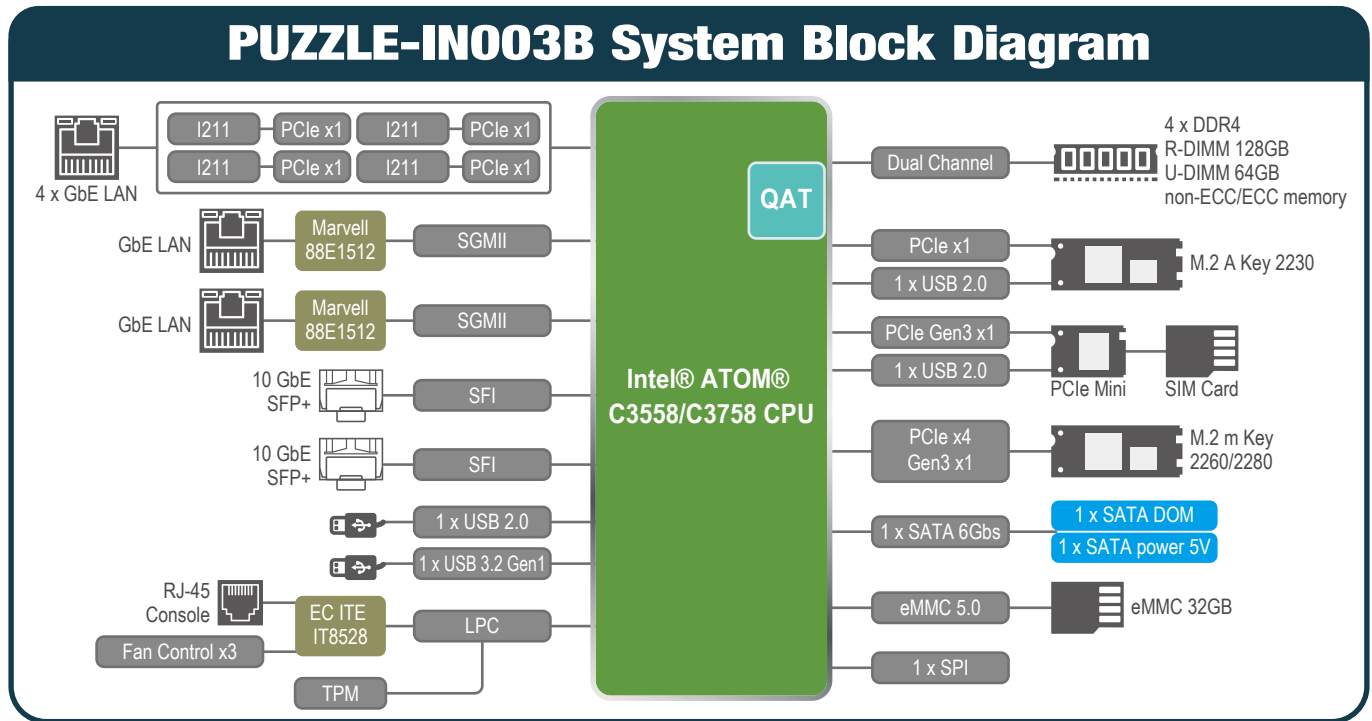 PUZZLE-IN003B System Block Diagram
I211
PCIe x1
I211
PCIe x1
I211
PCIe x1
I211
PCIe x1
4 x GbE LAN
GbE LAN
Marvell
88E1512
SGMII
GbE LAN
Marvell
88E1512
SGMII
10 GbE
SFP+
SFI
10 GbE
SFP+
SFI
1 x USB 2.0
1 x USB 3.2 Gen1
RJ-45
Console
EC ITE
IT8528
LPC
Fan Control x3
TPM
QAT
Intel® ATOM®
C3558/C3758 CPU
Dual Channel
4 x DDR4
R-DIMM 128GB
U-DIMM 64GB
non-ECC/ECC memory
PCIe x1
1 x USB 2.0
M.2 A Key 2230
PCIe Gen3 x1
1 x USB 2.0
PCIe Mini
SIM Card
PCIe x4
Gen3 x1
M.2 m Key
2260/2280
1 x SATA 6Gbs
1 x SATA DOM
1 x SATA power 5V
eMMC 5.0
eMMC 32GB
1 x SPI